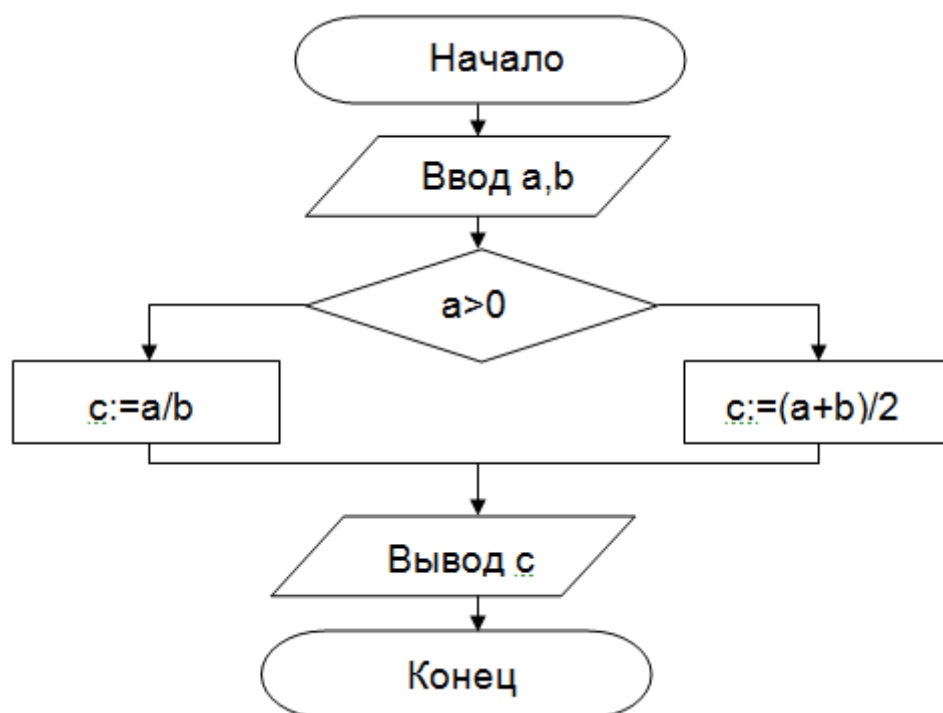 Начало
Ввод a,b
a>0
c:=a/b
c:=(a+b)/2
Вывод c
Конец